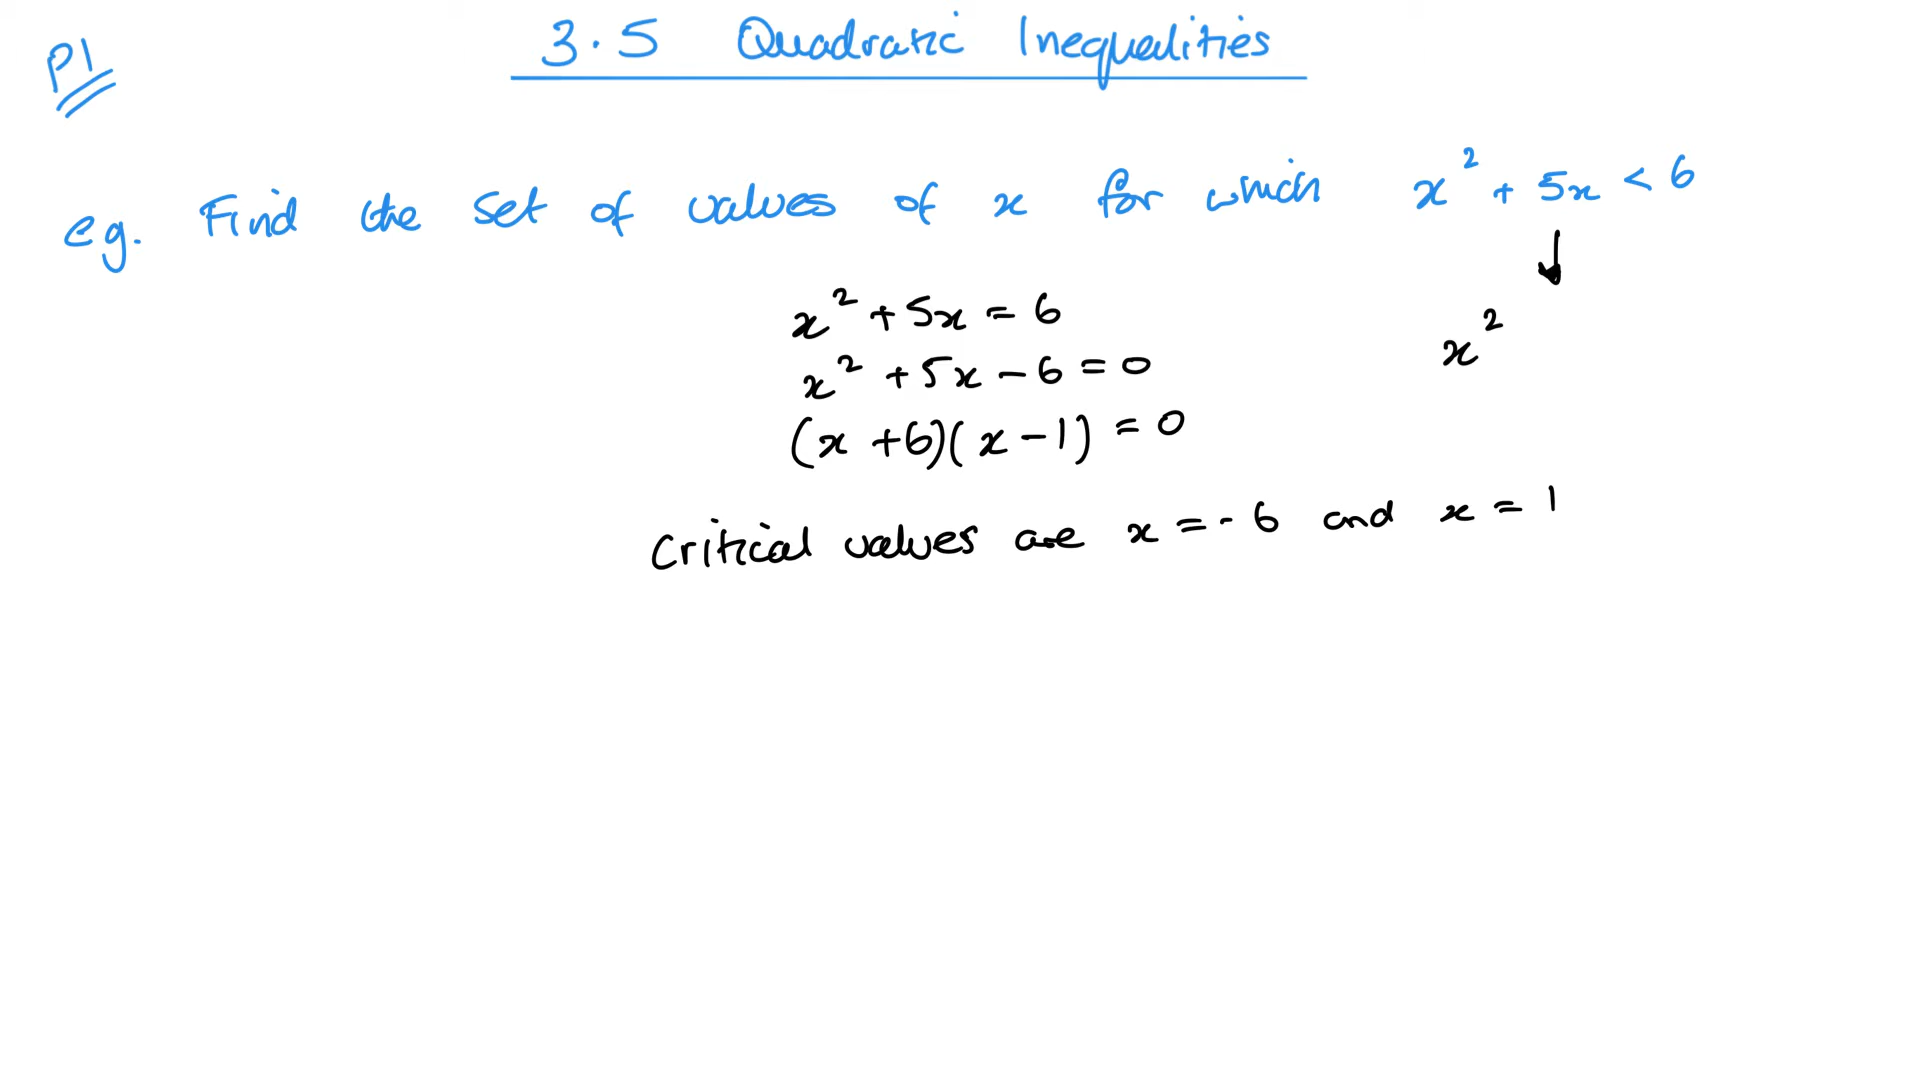 P1
3.5 Quadratic Inequalities
eg. Find the set of values of x for which x² + 5x < 6
↓
x² + 5x = 6
x²
x² + 5x - 6 = 0
(x + 6)(x - 1) = 0
Critical values are x = -6 and x = 1